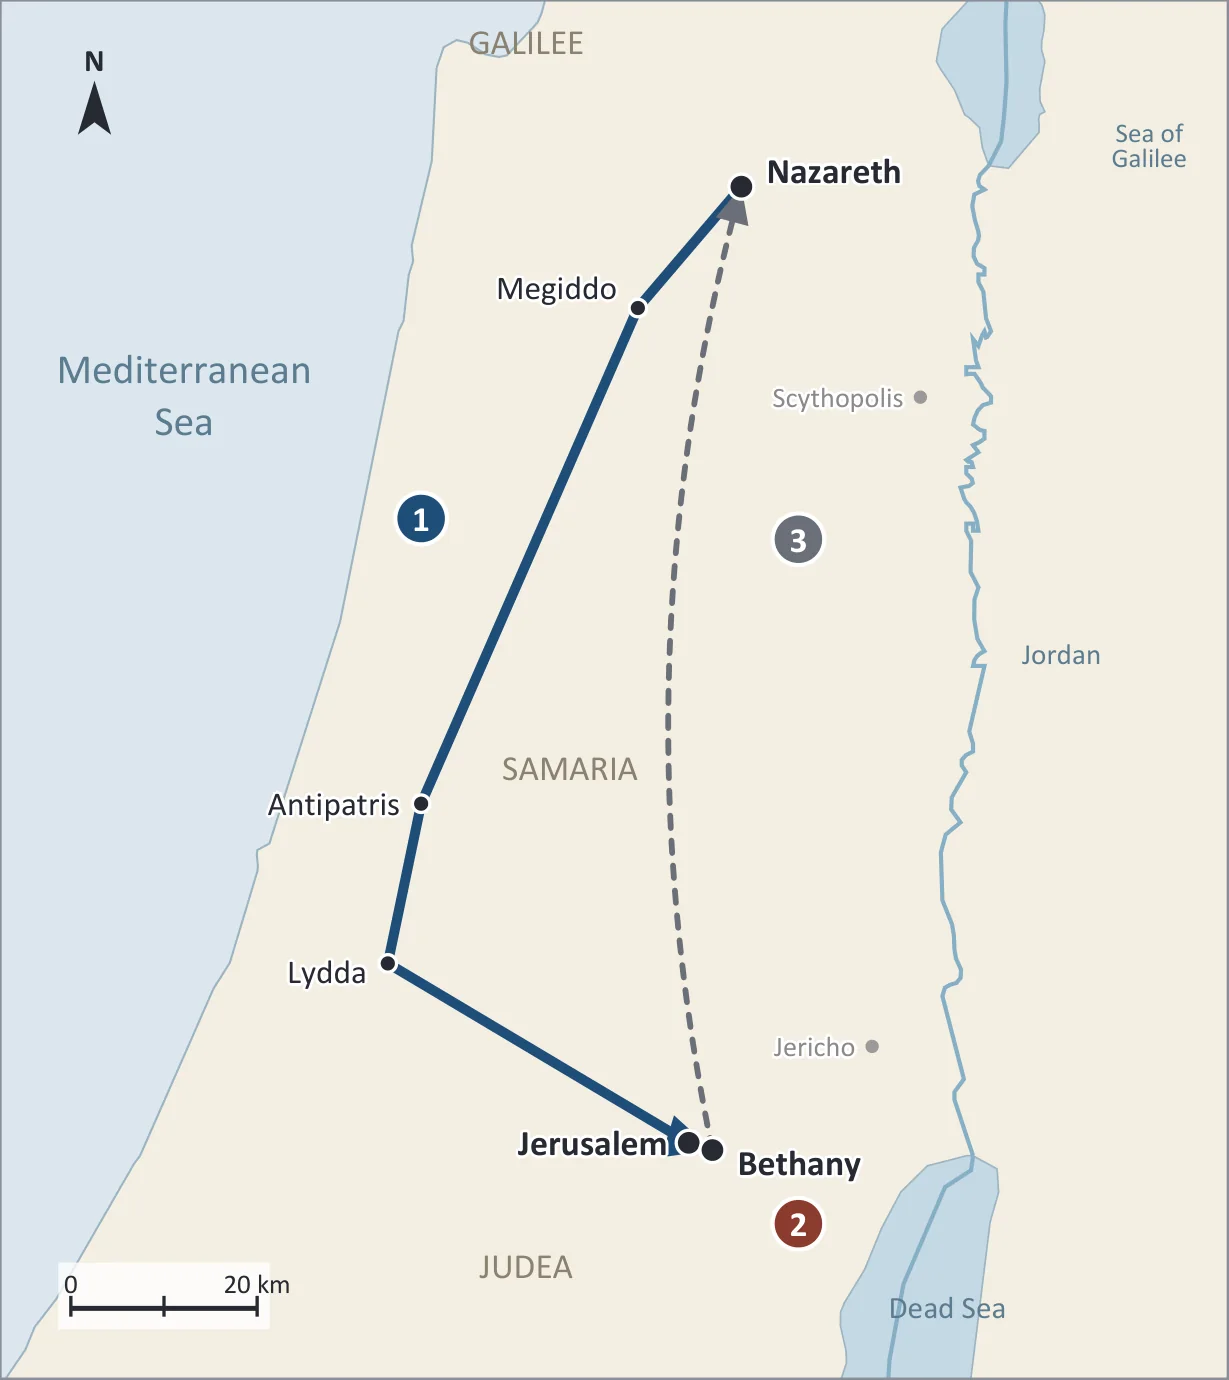 GALILEE
N
Sea of
Galilee
Nazareth
Megiddo
Mediterranean
Sea
Scythopolis
1
3
Jordan
SAMARIA
Antipatris
Lydda
Jericho
Jerusalem
Bethany
2
JUDEA
0 20 km
Dead Sea